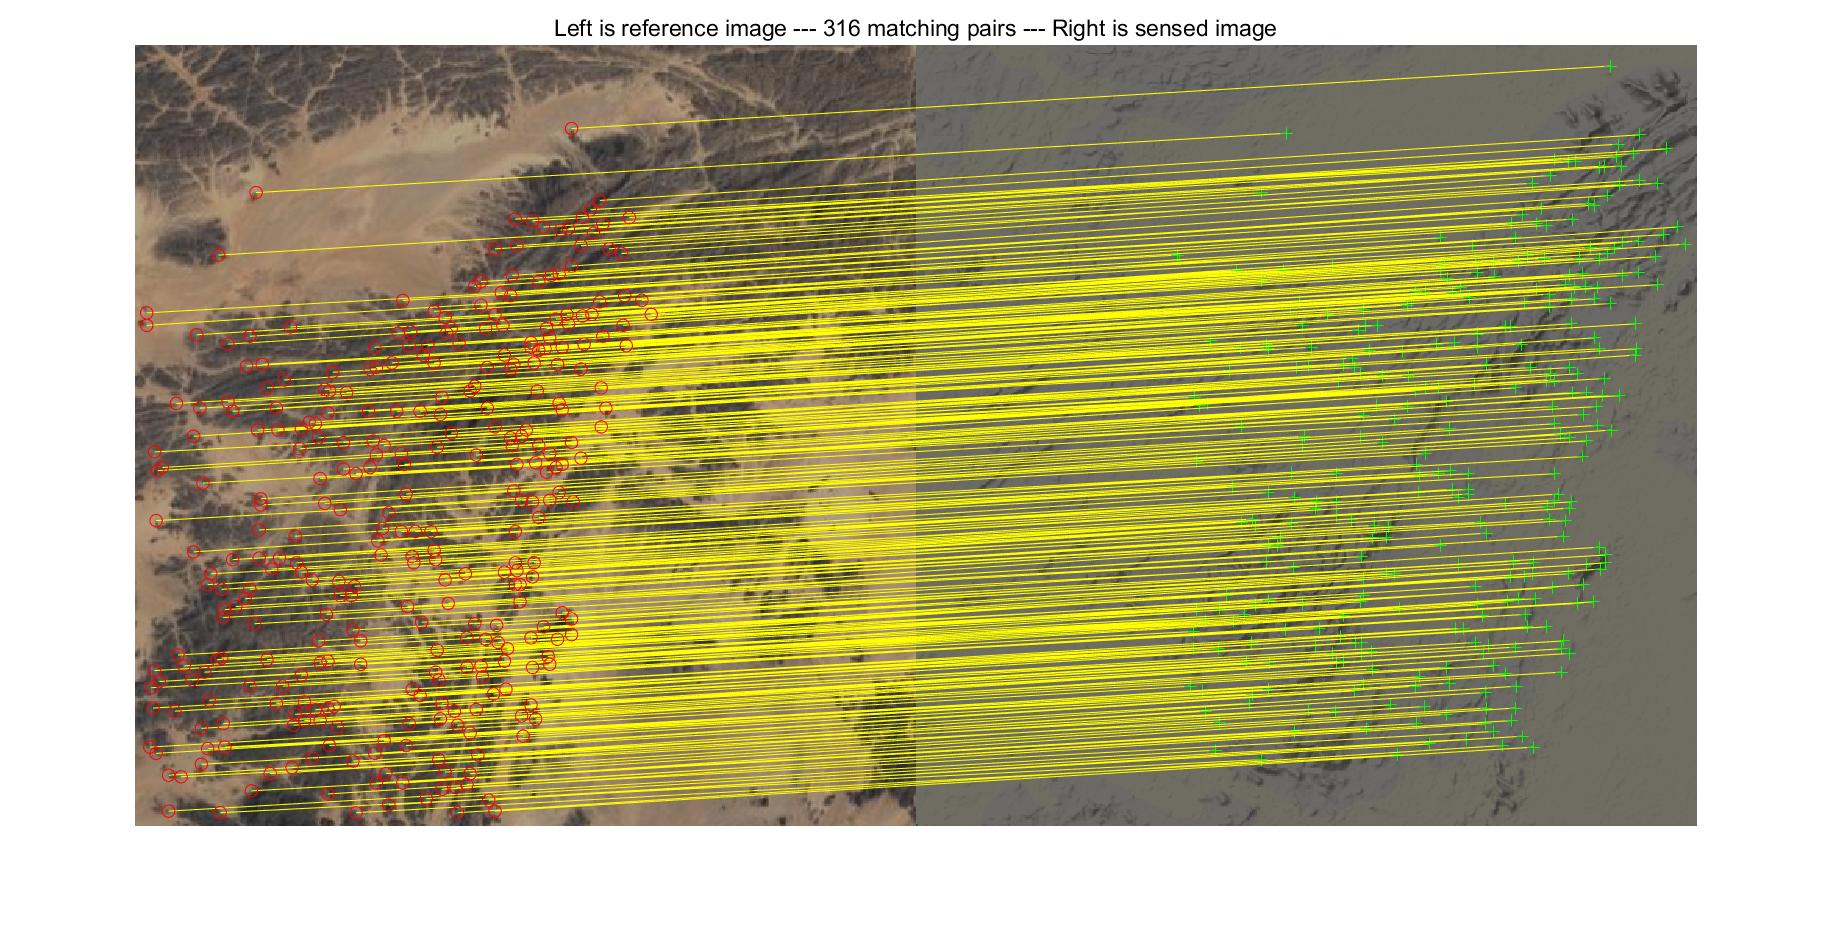 Left is reference image --- 316 matching pairs --- Right is sensed image